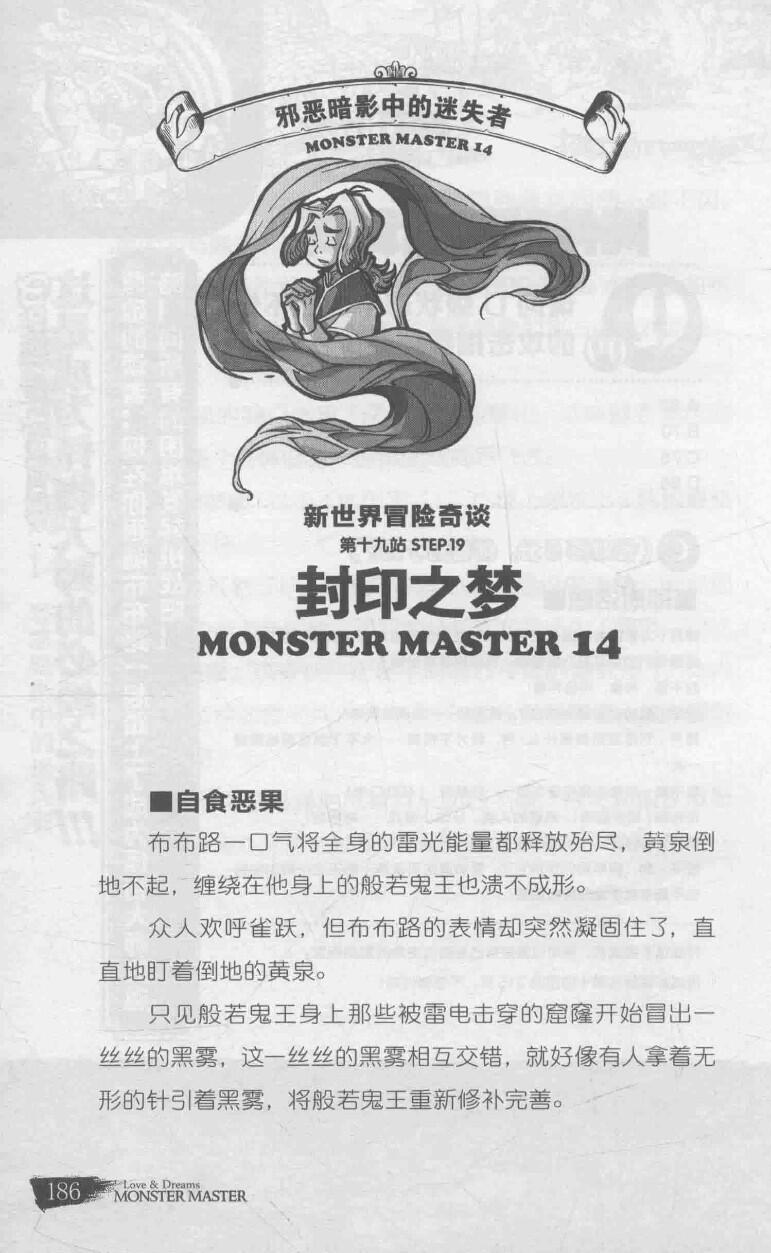 邪恶暗影中的迷失者
MONSTER MASTER 14
新世界冒险奇谈
第十九站 STEP.19
封印之梦
MONSTER MASTER 14
■自食恶果
布布路一口气将全身的雷光能量都释放殆尽，黄泉倒
地不起，缠绕在他身上的般若鬼王也溃不成形。
众人欢呼雀跃，但布布路的表情却突然凝固住了，直
直地盯着倒地的黄泉。
只见般若鬼王身上那些被雷电击穿的窟窿开始冒出一
丝丝的黑雾，这一丝丝的黑雾相互交错，就好像有人拿着无
形的针引着黑雾，将般若鬼王重新修补完善。
186
Love & Dreams
MONSTER MASTER